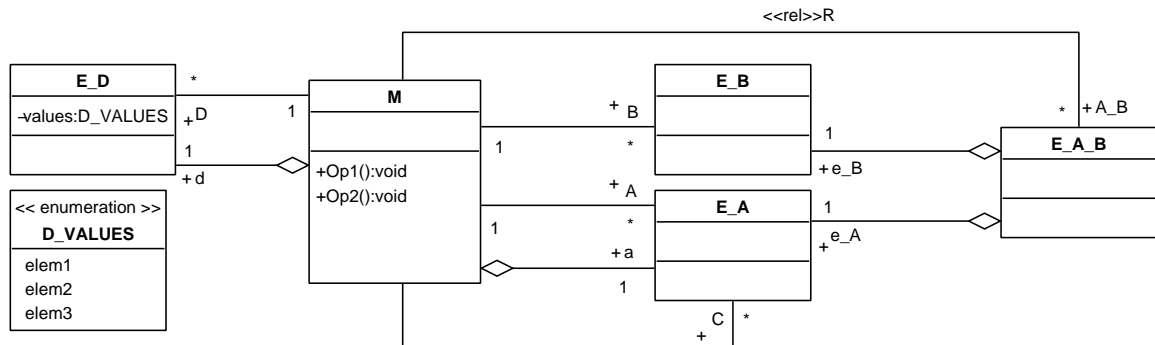 <<rel>>R
E_D
–values:D_VALUES
*
+D
1
1
+d
M
+Op1():void
+Op2():void
+
B
1
*
E_B
1
+e_B
*
+A_B
E_A_B
+
A
1
*
E_A
1
+e_A
+a
1
C
*
+
<< enumeration >>
D_VALUES
elem1
elem2
elem3